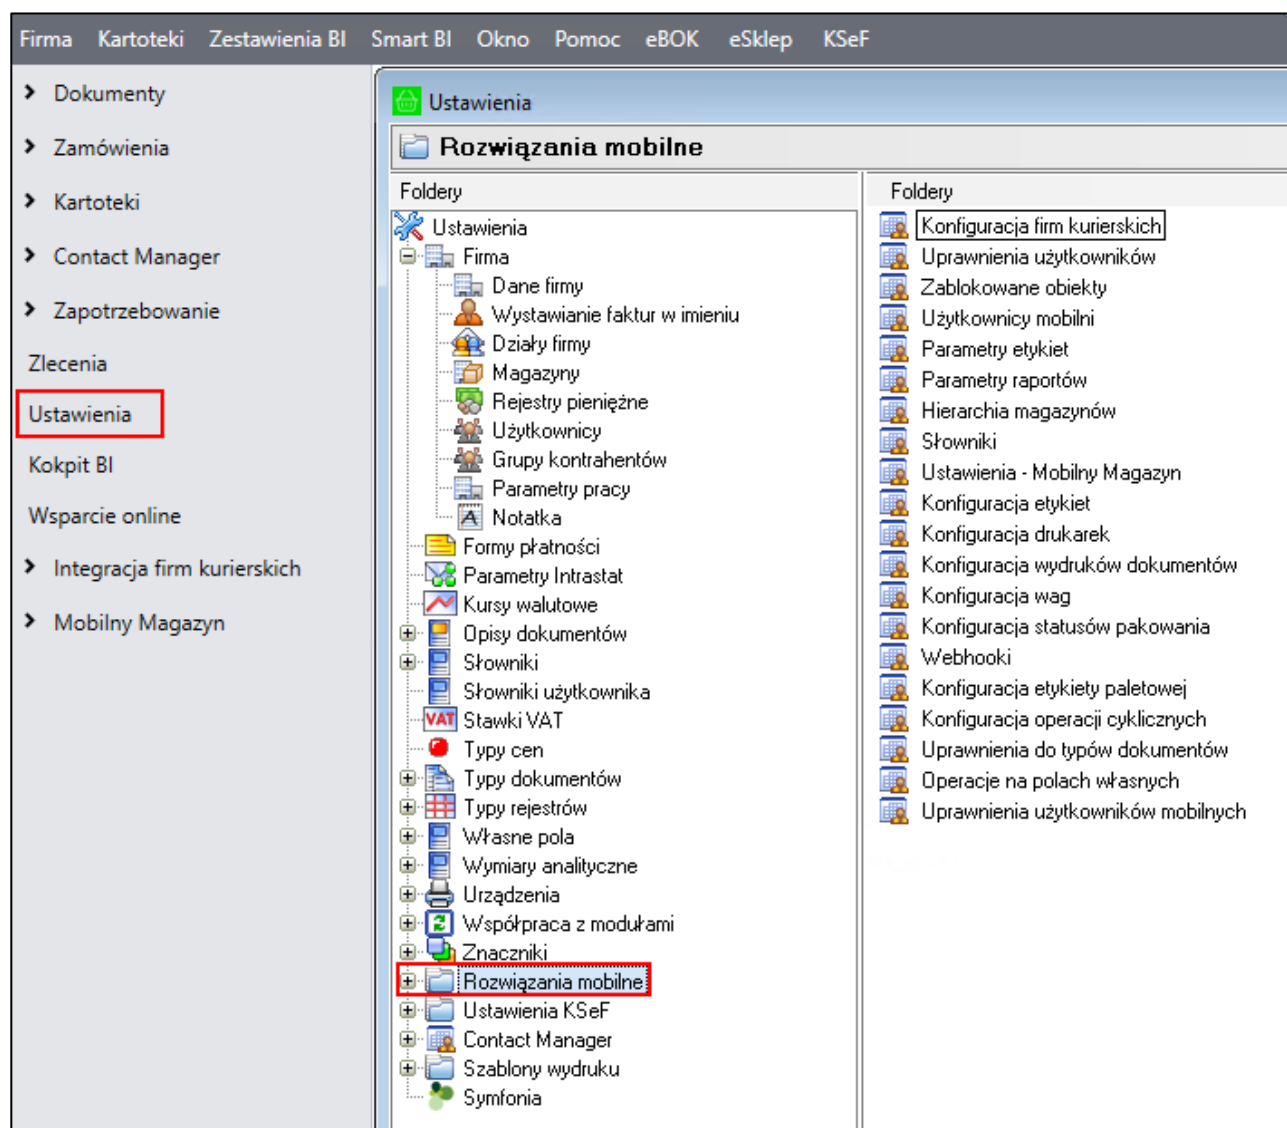 Firma Kartoteki Zestawienia BI Smart BI Okno Pomoc eBOK eSklep KSeF
Dokumenty
Zamówienia
Kartoteki
Contact Manager
Zapotrzebowanie
Zlecenia
Ustawienia
Kokpit BI
Wsparcie online
Integracja firm kurierskich
Mobilny Magazyn
Ustawienia
Rozwiązania mobilne
Foldery
Ustawienia
Firma
Dane firmy
Wystawianie faktur w imieniu
Działy firmy
Magazyny
Rejestry pieniężne
Użytkownicy
Grupy kontrahentów
Parametry pracy
Notatka
Formy płatności
Parametry Intrastat
Kursy walutowe
Opisy dokumentów
Słowniki
Słowniki użytkownika
VAT Stawki VAT
Typy cen
Typy dokumentów
Typy rejestrów
Własne pola
Wymiary analityczne
Urządzenia
Współpraca z modułami
Znaczniki
Rozwiązania mobilne
Ustawienia KSeF
Contact Manager
Szablony wydruku
Symfonia
Foldery
Konfiguracja firm kurierskich
Uprawnienia użytkowników
Zablokowane obiekty
Użytkownicy mobilni
Parametry etykiet
Parametry raportów
Hierarchia magazynów
Słowniki
Ustawienia - Mobilny Magazyn
Konfiguracja etykiet
Konfiguracja drukarek
Konfiguracja wydruków dokumentów
Konfiguracja wag
Konfiguracja statusów pakowania
Webhooki
Konfiguracja etykiety paletowej
Konfiguracja operacji cyklicznych
Uprawnienia do typów dokumentów
Operacje na polach własnych
Uprawnienia użytkowników mobilnych